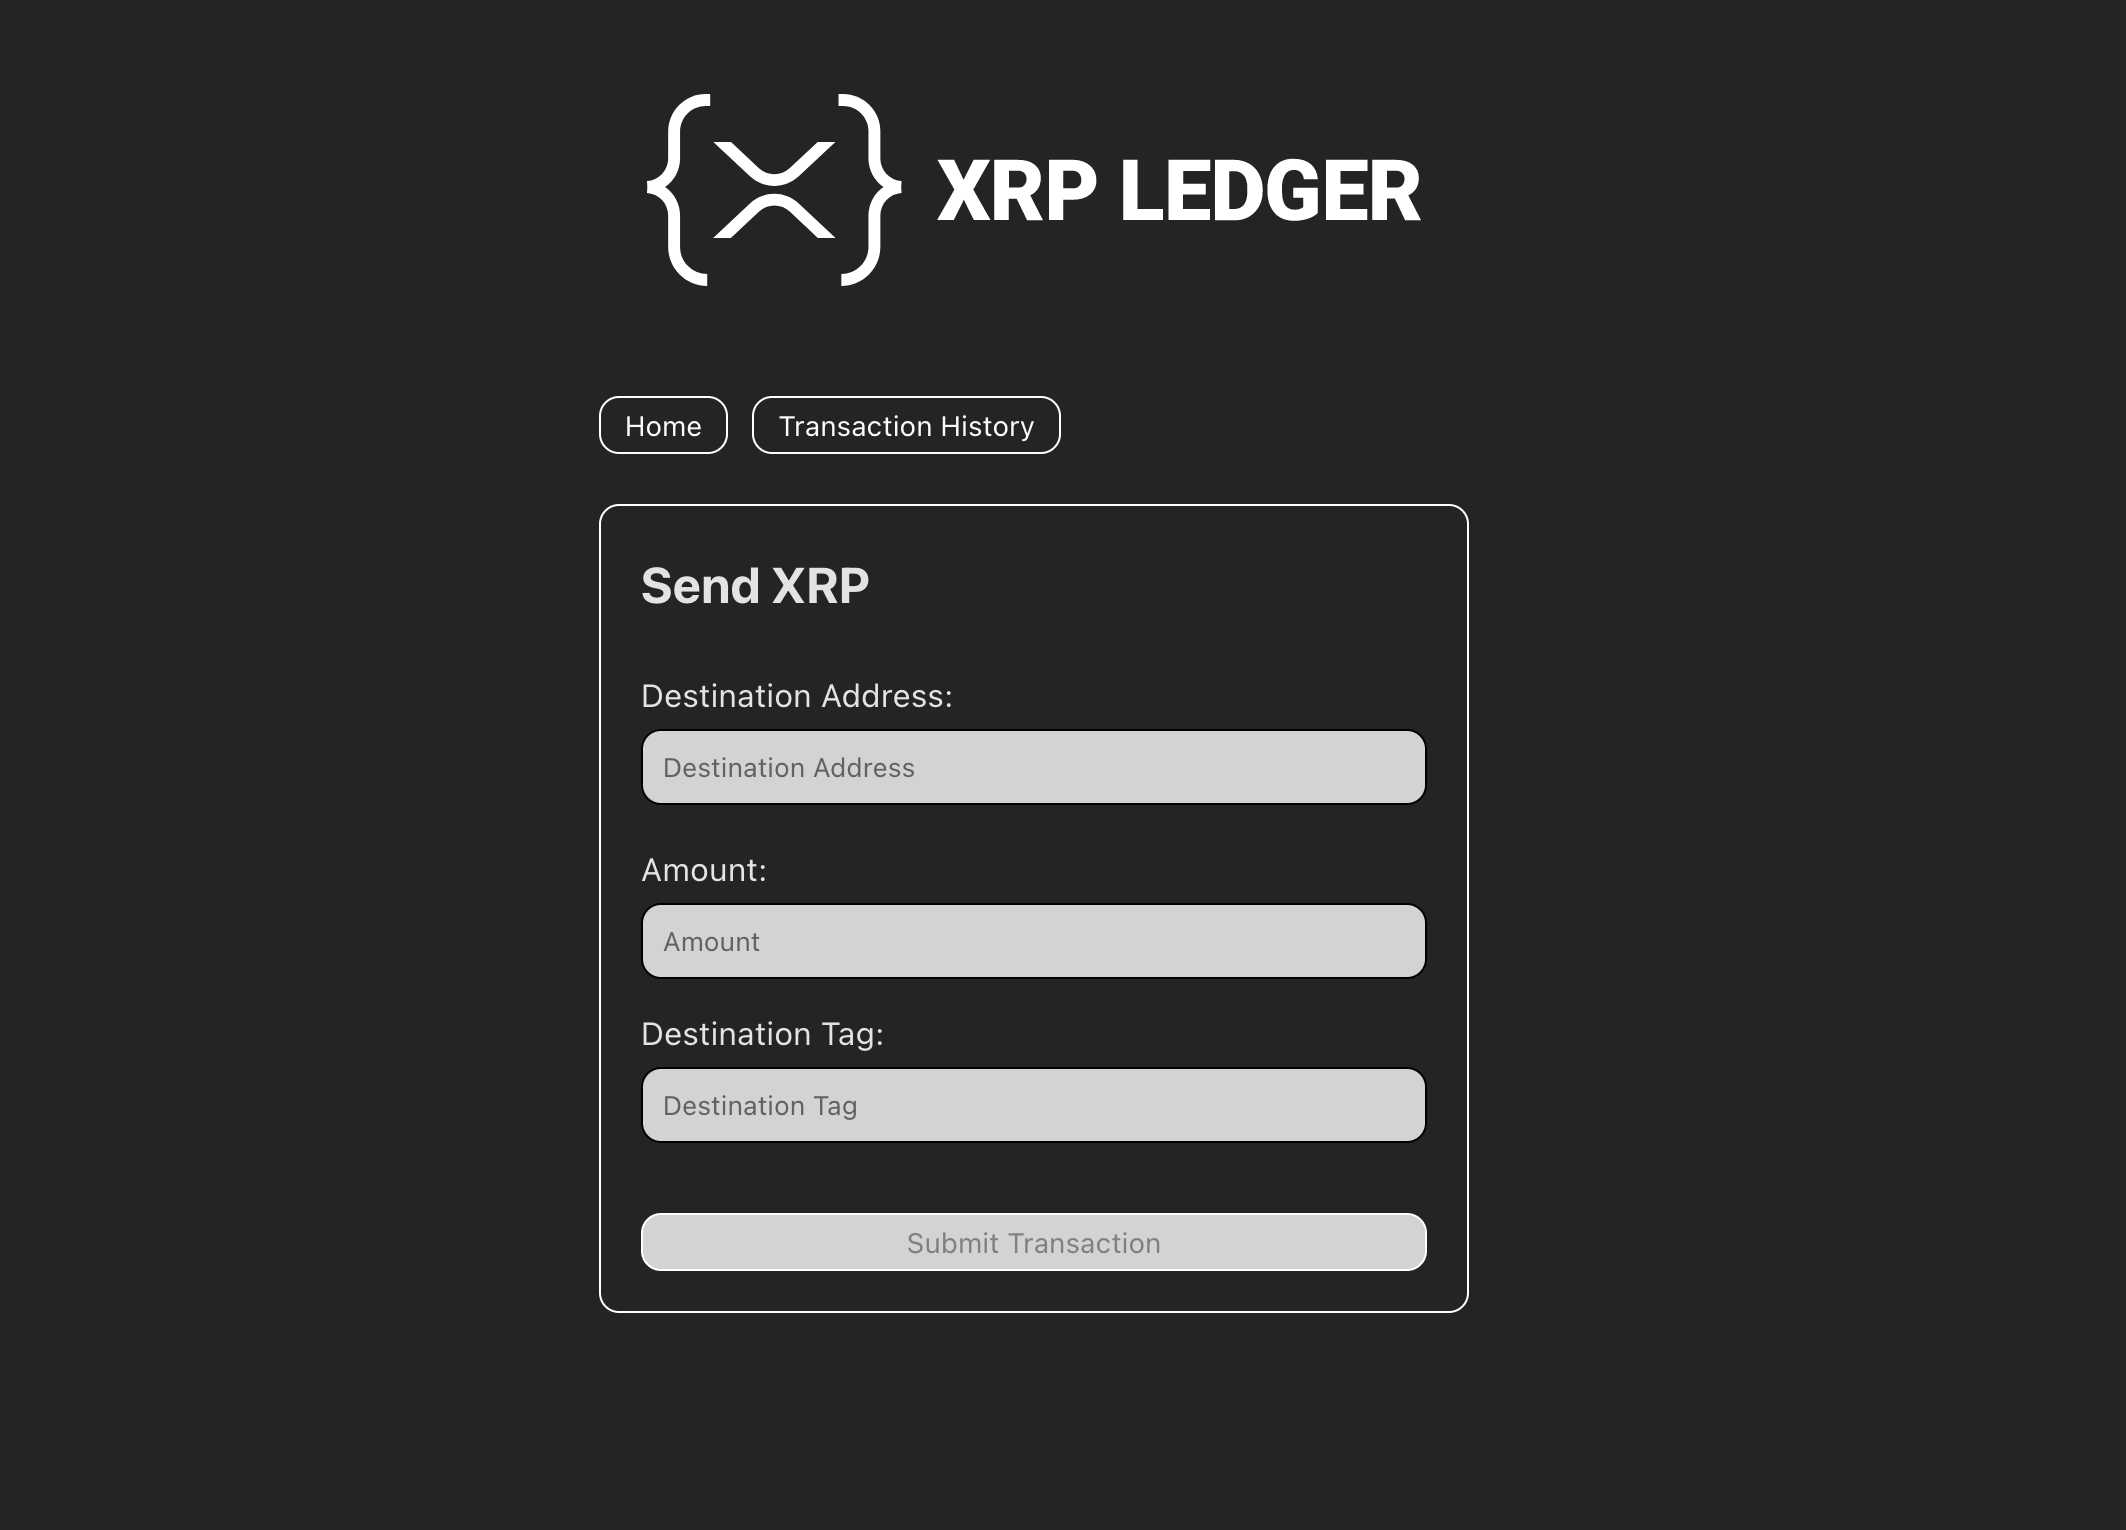 XRP LEDGER
Home
Transaction History
Send XRP
Destination Address:
Destination Address
Amount:
Amount
Destination Tag:
Destination Tag
Submit Transaction